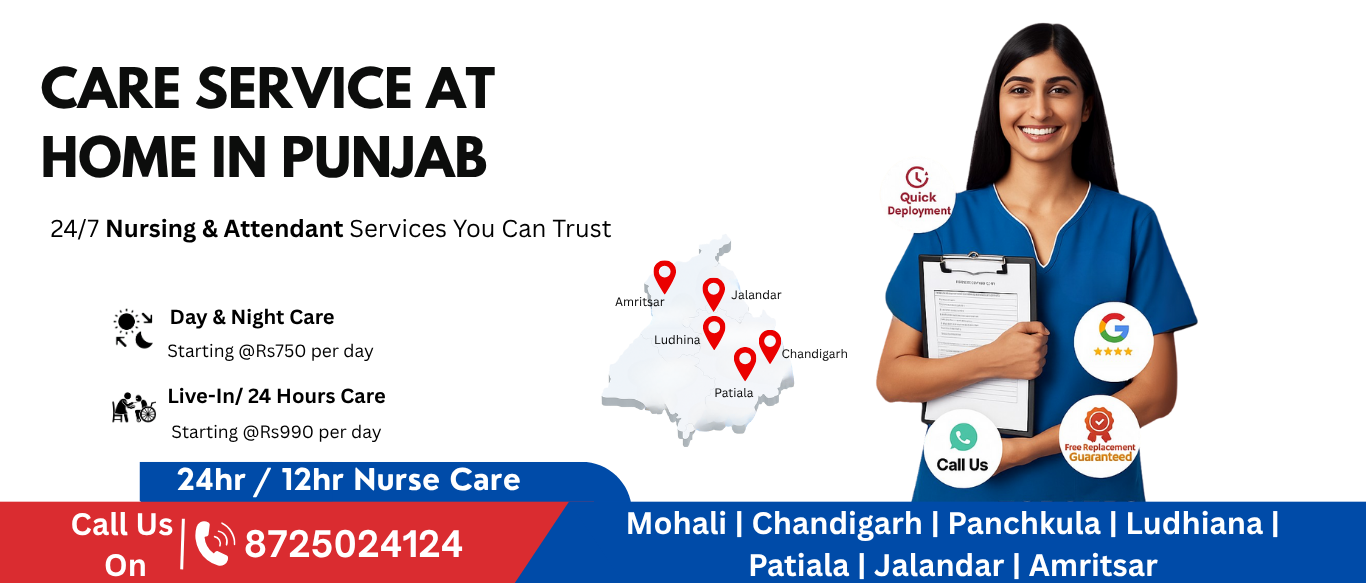 CARE SERVICE AT
HOME IN PUNJAB
24/7 Nursing & Attendant Services You Can Trust
Day & Night Care
Starting @Rs750 per day
Live-In/ 24 Hours Care
Starting @Rs990 per day
Amritsar
Jalandar
Ludhina
Chandigarh
Patiala
Quick
Deployment
G
Call Us
Free Replacement
Guaranteed
24hr / 12hr Nurse Care
Call Us
On
8725024124
Mohali | Chandigarh | Panchkula | Ludhiana |
Patiala | Jalandar | Amritsar